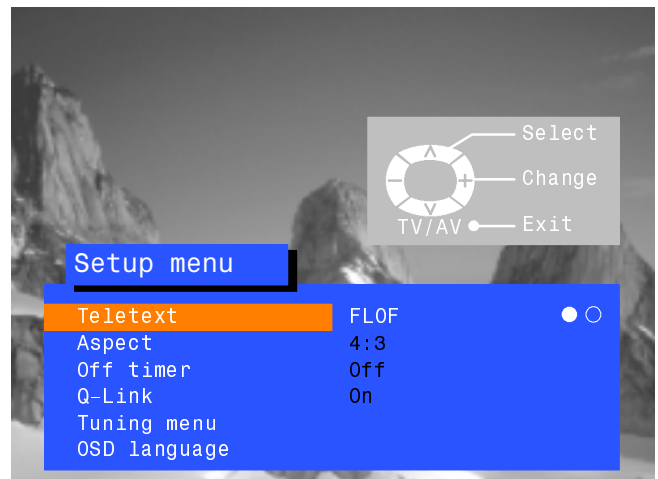 Select
Change
TV/AV Exit
Setup menu
Teletext FLOF
Aspect 4:3
Off timer Off
Q-Link On
Tuning menu
OSD language